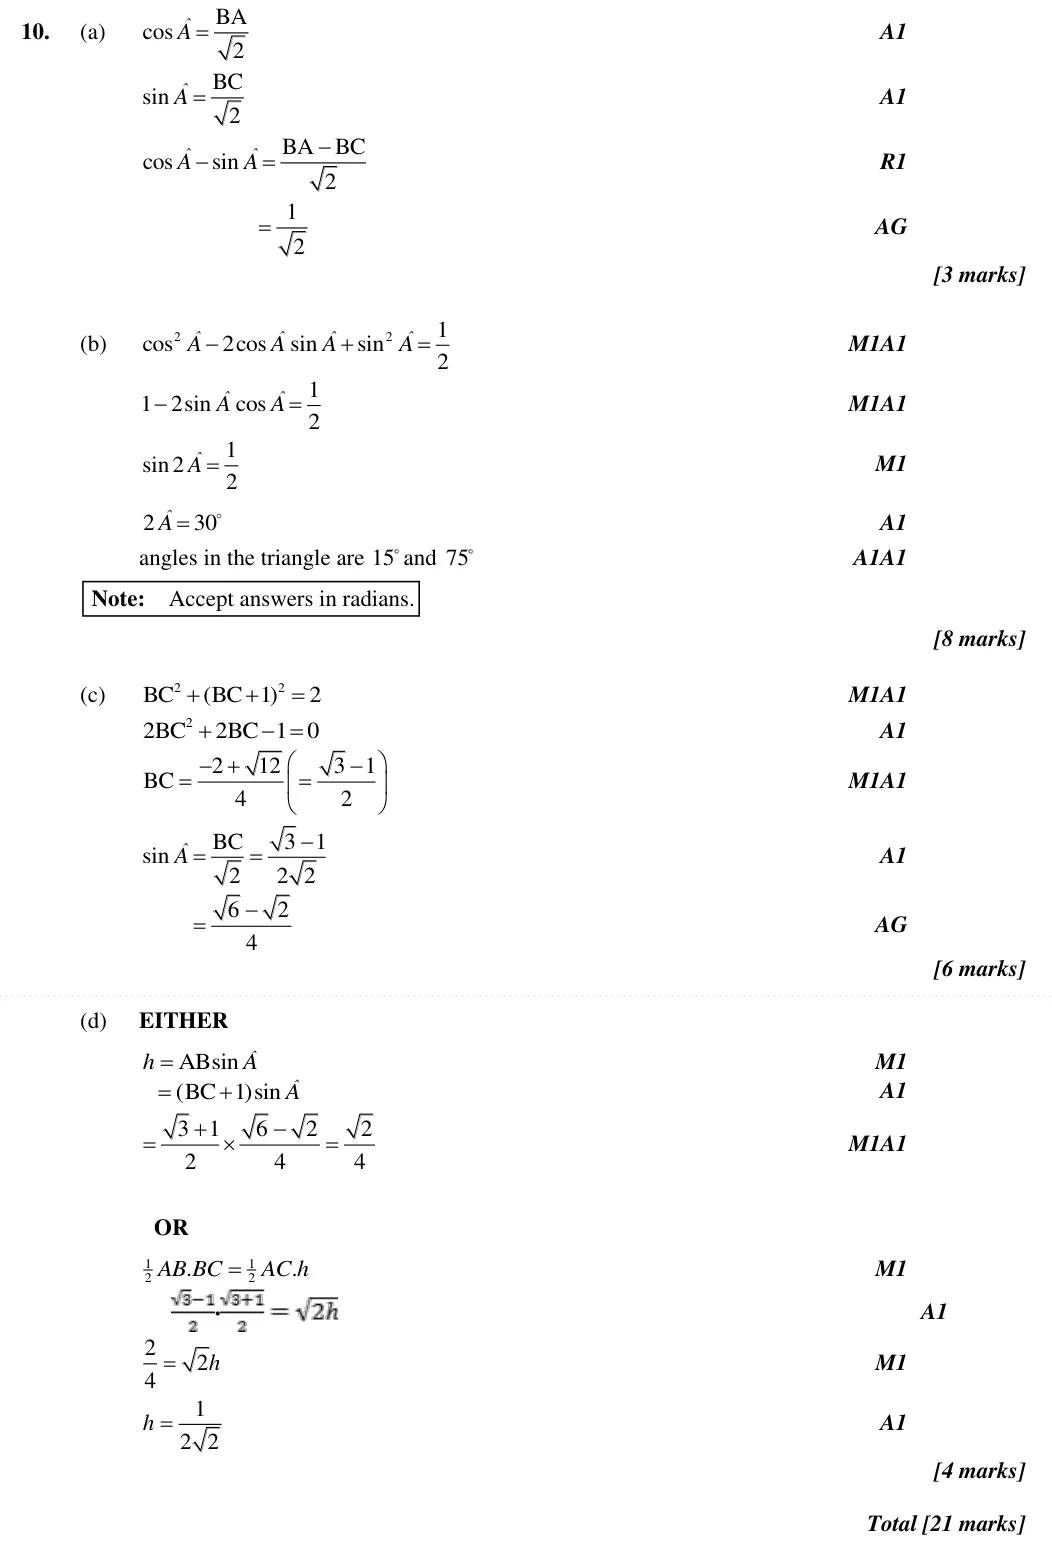 10. (a) cos Â = BA/√2 A1
sin Â = BC/√2 A1
cos Â − sin Â = (BA − BC)/√2 R1
= 1/√2 AG
[3 marks]
(b) cos² Â − 2cos Â sin Â + sin² Â = 1/2 M1A1
1 − 2sin Â cos Â = 1/2 M1A1
sin 2Â = 1/2 M1
2Â = 30° A1
angles in the triangle are 15° and 75° A1A1
Note: Accept answers in radians.
[8 marks]
(c) BC² + (BC + 1)² = 2 M1A1
2BC² + 2BC − 1 = 0 A1
BC = (−2 + √12)/4 (= (√3 − 1)/2) M1A1
sin Â = BC/√2 = (√3 − 1)/(2√2) A1
= (√6 − √2)/4 AG
[6 marks]
(d) EITHER
h = ABsin Â M1
= (BC + 1)sin Â A1
= (√3 + 1)/2 × (√6 − √2)/4 = √2/4 M1A1
OR
½ AB.BC = ½ AC.h M1
(√3−1)/2 . (√(3+1))/2 = √(2h) A1
2/4 = √2h M1
h = 1/(2√2) A1
[4 marks]
Total [21 marks]